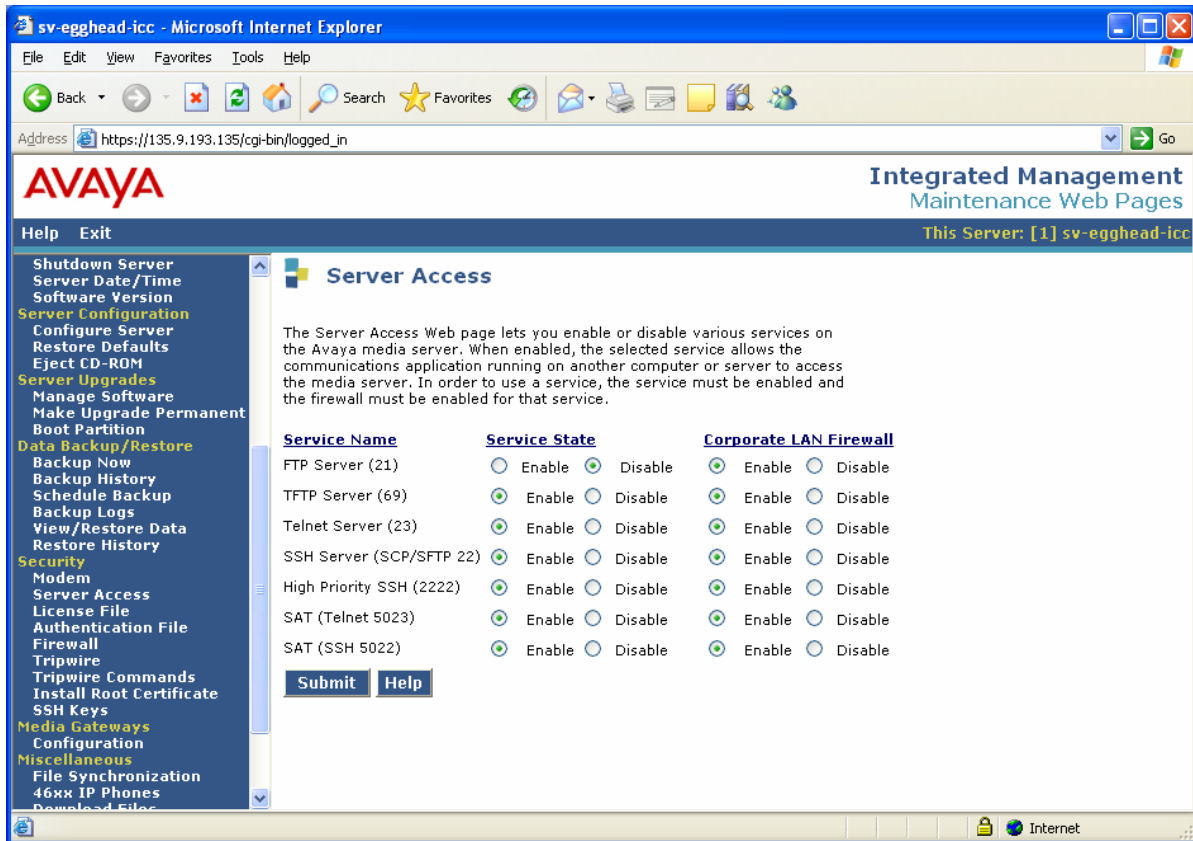 sv-egghead-icc - Microsoft Internet Explorer
File Edit View Favorites Tools Help
Back Search Favorites
Address https://135.9.193.135/cgi-bin/logged_in Go
AVAYA
Integrated Management
Maintenance Web Pages
Help Exit
This Server: [1] sv-egghead-icc
Shutdown Server
Server Date/Time
Software Version
Server Configuration
Configure Server
Restore Defaults
Eject CD-ROM
Server Upgrades
Manage Software
Make Upgrade Permanent
Boot Partition
Data Backup/Restore
Backup Now
Backup History
Schedule Backup
Backup Logs
View/Restore Data
Restore History
Security
Modem
Server Access
License File
Authentication File
Firewall
Tripwire
Tripwire Commands
Install Root Certificate
SSH Keys
Media Gateways
Configuration
Miscellaneous
File Synchronization
46xx IP Phones
Download Files
Server Access
The Server Access Web page lets you enable or disable various services on
the Avaya media server. When enabled, the selected service allows the
communications application running on another computer or server to access
the media server. In order to use a service, the service must be enabled and
the firewall must be enabled for that service.
Service Name Service State Corporate LAN Firewall
FTP Server (21) Enable Disable Enable Disable
TFTP Server (69) Enable Disable Enable Disable
Telnet Server (23) Enable Disable Enable Disable
SSH Server (SCP/SFTP 22) Enable Disable Enable Disable
High Priority SSH (2222) Enable Disable Enable Disable
SAT (Telnet 5023) Enable Disable Enable Disable
SAT (SSH 5022) Enable Disable Enable Disable
Submit Help
Internet